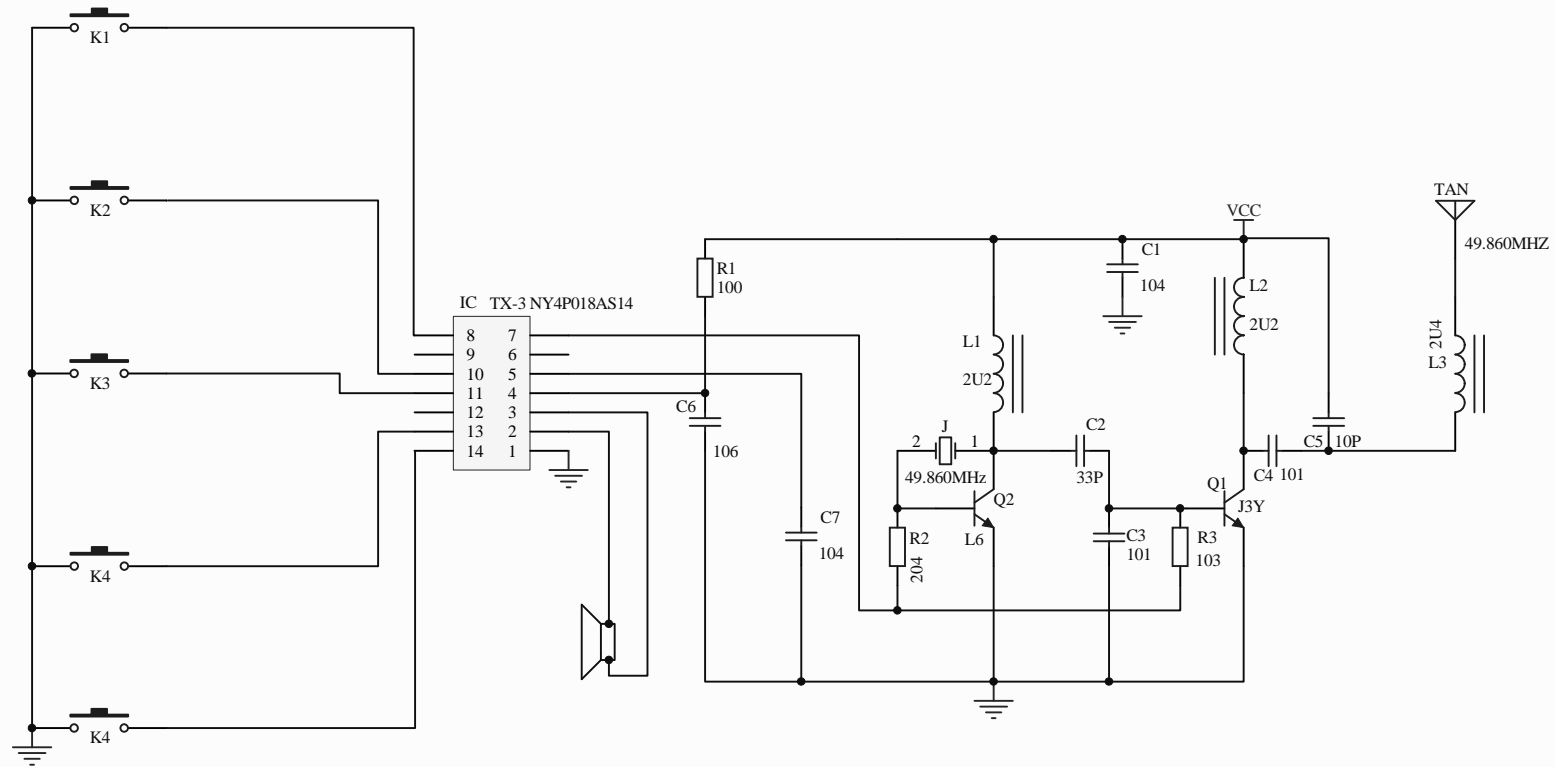 K1
K2
K3
K4
K4
IC TX-3 NY4P018AS14
8 7
9 6
10 5
11 4
12 3
13 2
14 1
R1
100
C6
106
C7
104
VCC
C1
104
L1
2U2
L2
2U2
TAN
49.860MHZ
2U4
L3
2 J 1
49.860MHz
C2
33P
Q2
L6
R2
204
C3
101
Q1
J3Y
R3
103
C4 101
C5 10P